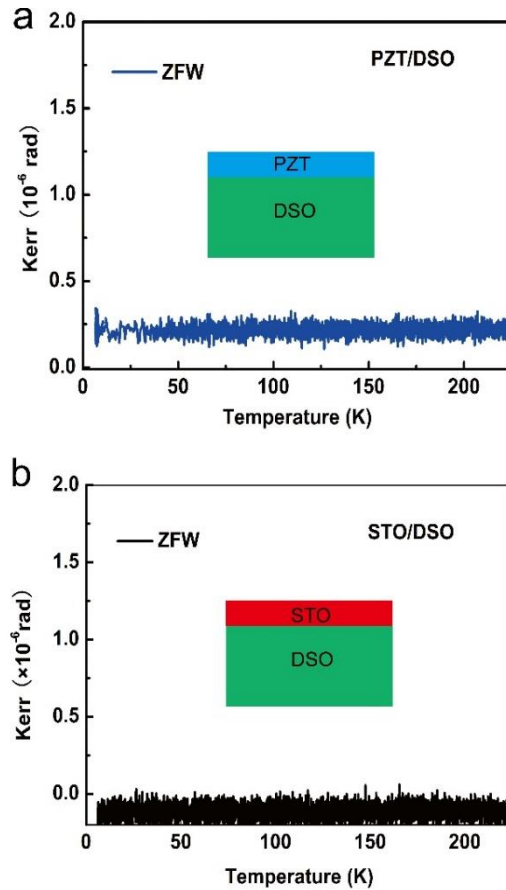 a
2.0
ZFW
PZT/DSO
1.5
PZT
1.0
DSO
Kerr (10⁻⁶ rad)
0.5
0.0
0 50 100 150 200
Temperature (K)
b
2.0
ZFW
STO/DSO
1.5
STO
1.0
DSO
Kerr (×10⁻⁶rad)
0.5
0.0
0 50 100 150 200
Temperature (K)